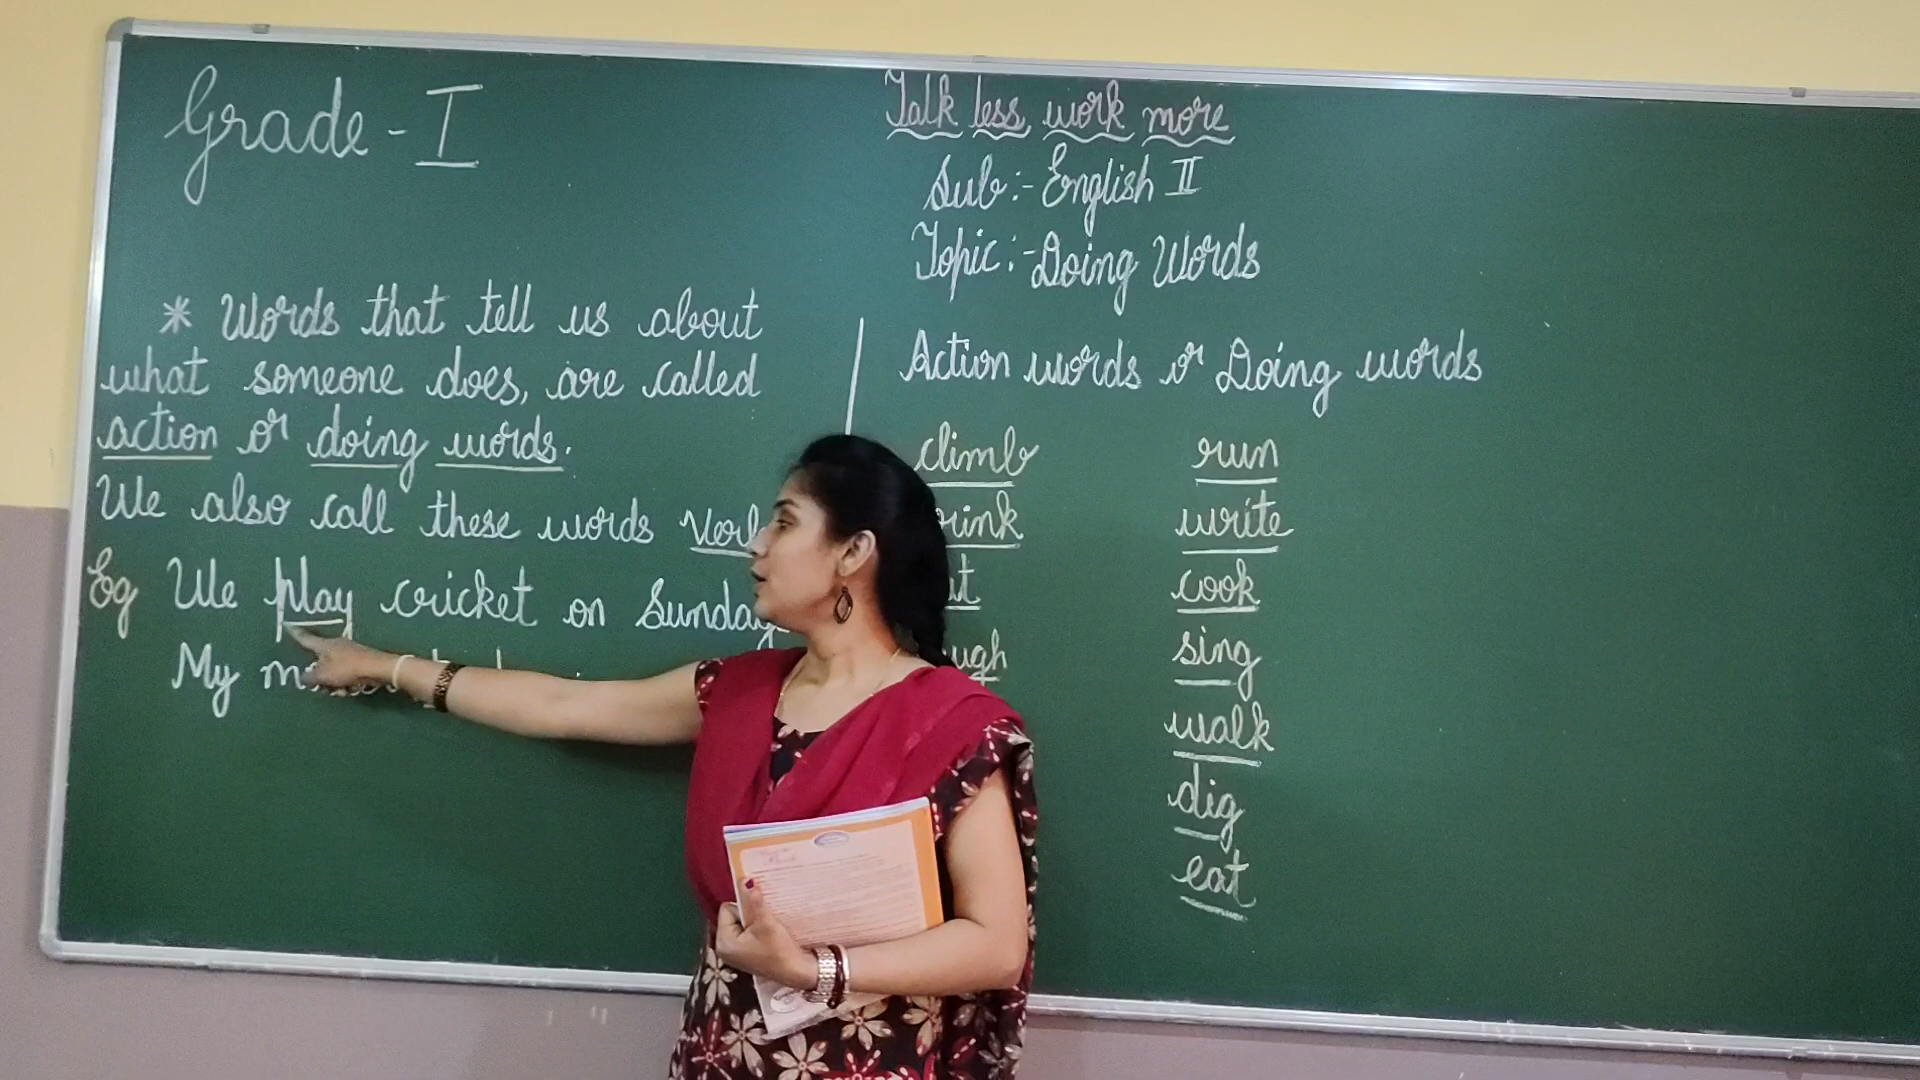 Grade - I
Talk less work more
Sub:- English II
Topic:- Doing Words
* Words that tell us about
what someone does, are called
action or doing words.
We also call these words
Eg We play cricket on Sunday
My
Action words or Doing words
climb
run
write
cook
sing
walk
dig
eat